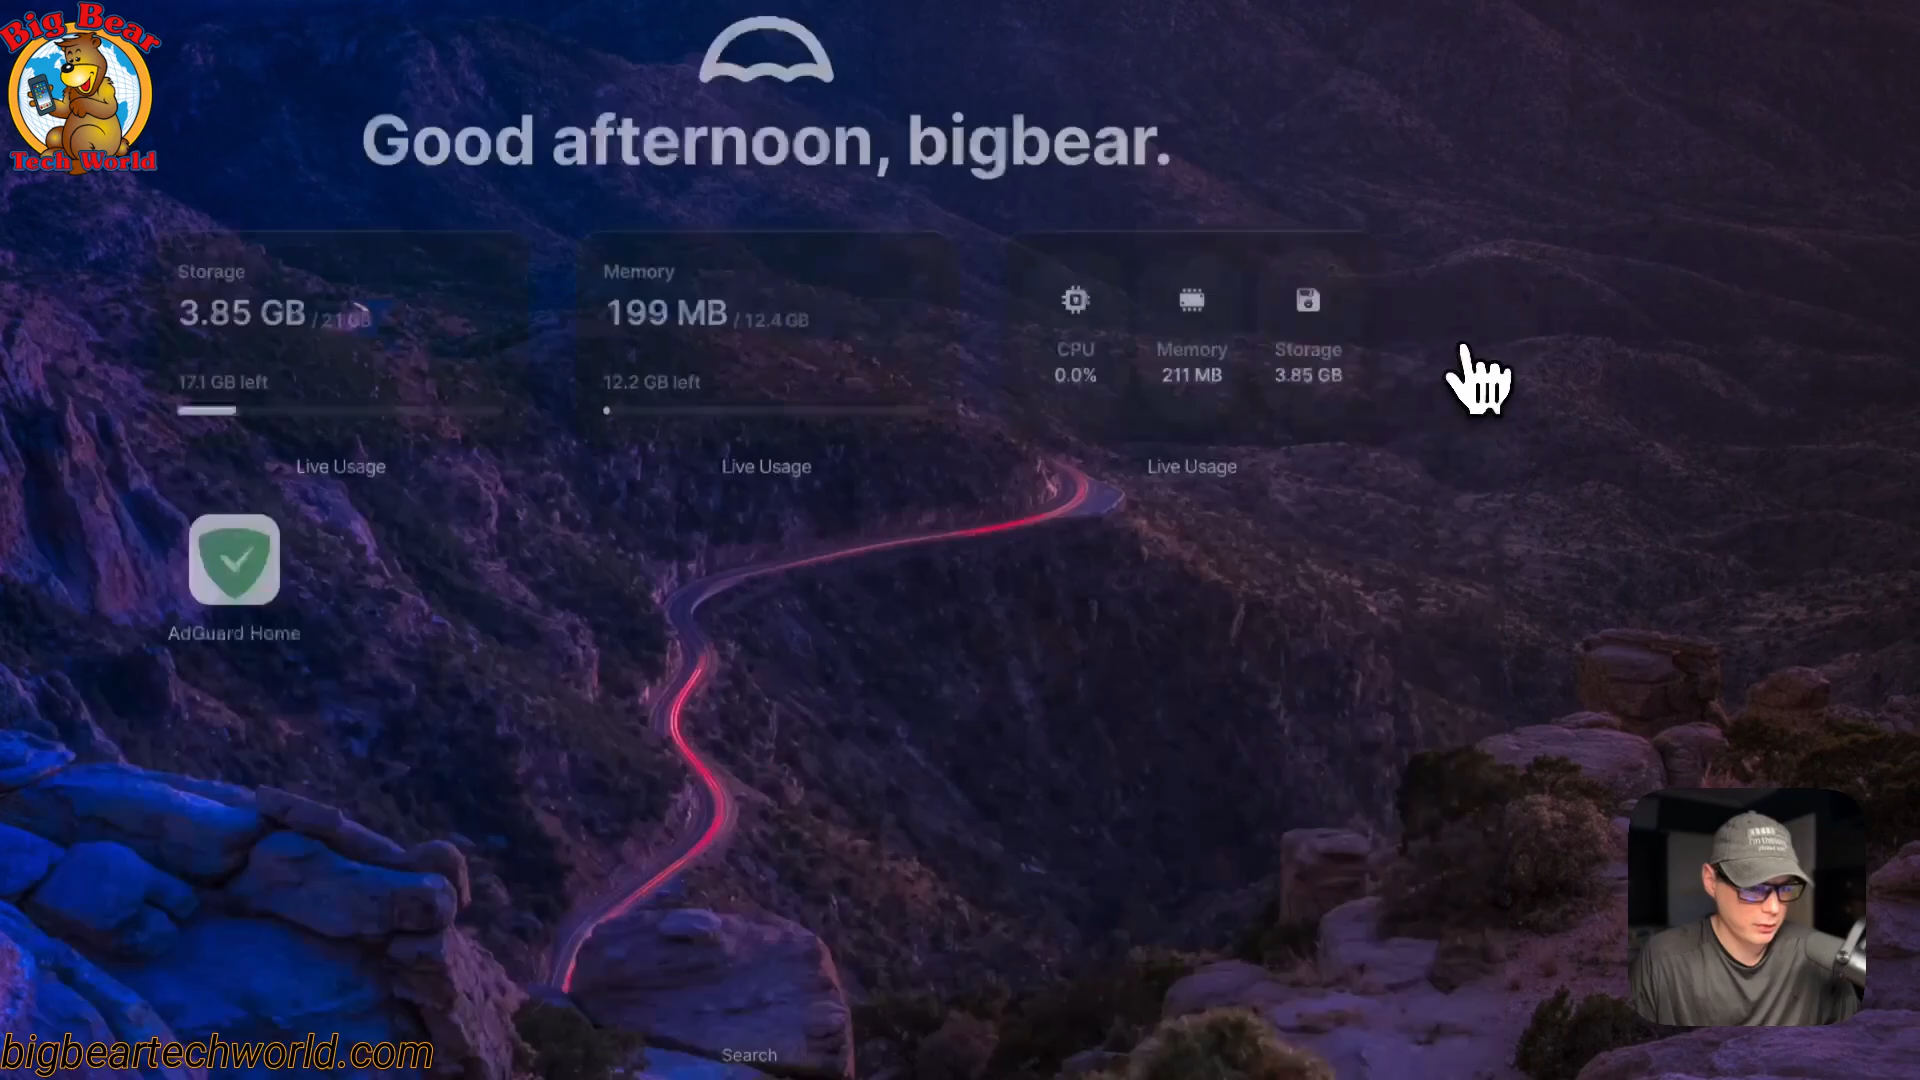 Big Bear
Tech World
Good afternoon, bigbear.
Storage
3.85 GB / 21 GB
17.1 GB left
Live Usage
Memory
199 MB / 12.4 GB
12.2 GB left
Live Usage
CPU
0.0%
Memory
211 MB
Storage
3.85 GB
Live Usage
AdGuard Home
Search
bigbeartechworld.com